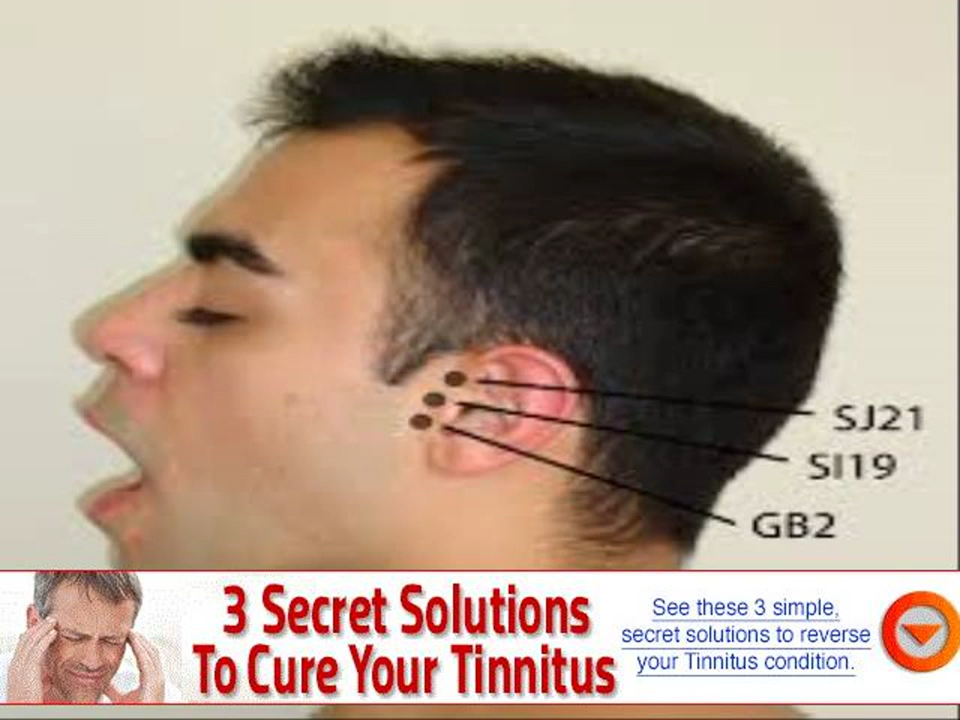 SJ21
SI19
GB2
3 Secret Solutions
To Cure Your Tinnitus
See these 3 simple,
secret solutions to reverse
your Tinnitus condition.